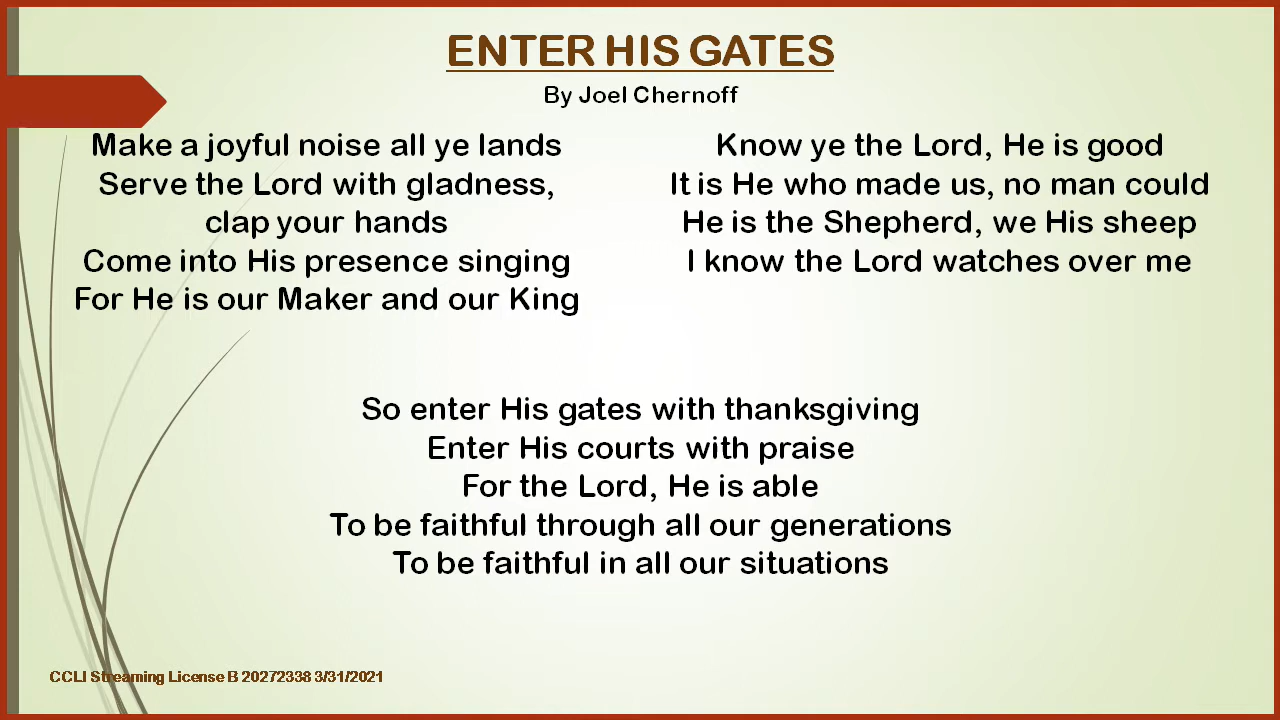 ENTER HIS GATES
By Joel Chernoff
Make a joyful noise all ye lands
Serve the Lord with gladness,
clap your hands
Come into His presence singing
For He is our Maker and our King
Know ye the Lord, He is good
It is He who made us, no man could
He is the Shepherd, we His sheep
I know the Lord watches over me
So enter His gates with thanksgiving
Enter His courts with praise
For the Lord, He is able
To be faithful through all our generations
To be faithful in all our situations
CCLI Streaming License B 20272338 3/31/2021